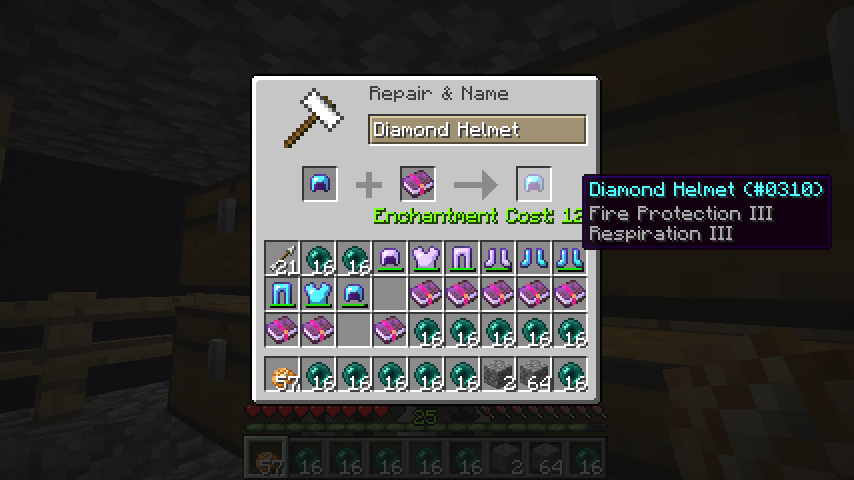 Repair & Name
Diamond Helmet
Enchantment Cost: 12
Diamond Helmet (#0310)
Fire Protection III
Respiration III
21 16 16
16 16 16 16 16
57 16 16 16 16 16 2 64 16
25
57 16 16 16 16 16 2 64 16